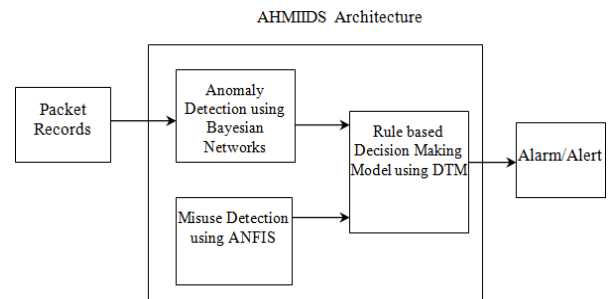 AHMIIDS Architecture
Packet
Records
Anomaly
Detection using
Bayesian
Networks
Misuse Detection
using ANFIS
Rule based
Decision Making
Model using DTM
Alarm/Alert